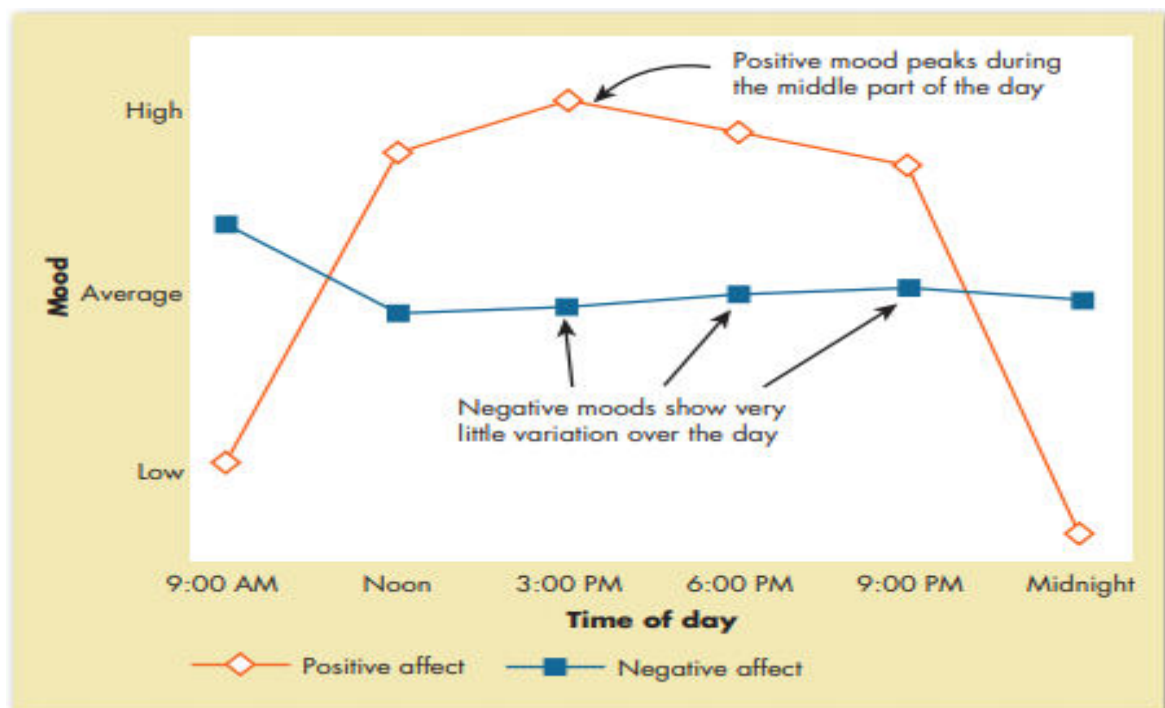 Positive mood peaks during
the middle part of the day
High
Mood
Average
Negative moods show very
little variation over the day
Low
9:00 AM Noon 3:00 PM 6:00 PM 9:00 PM Midnight
Time of day
Positive affect Negative affect